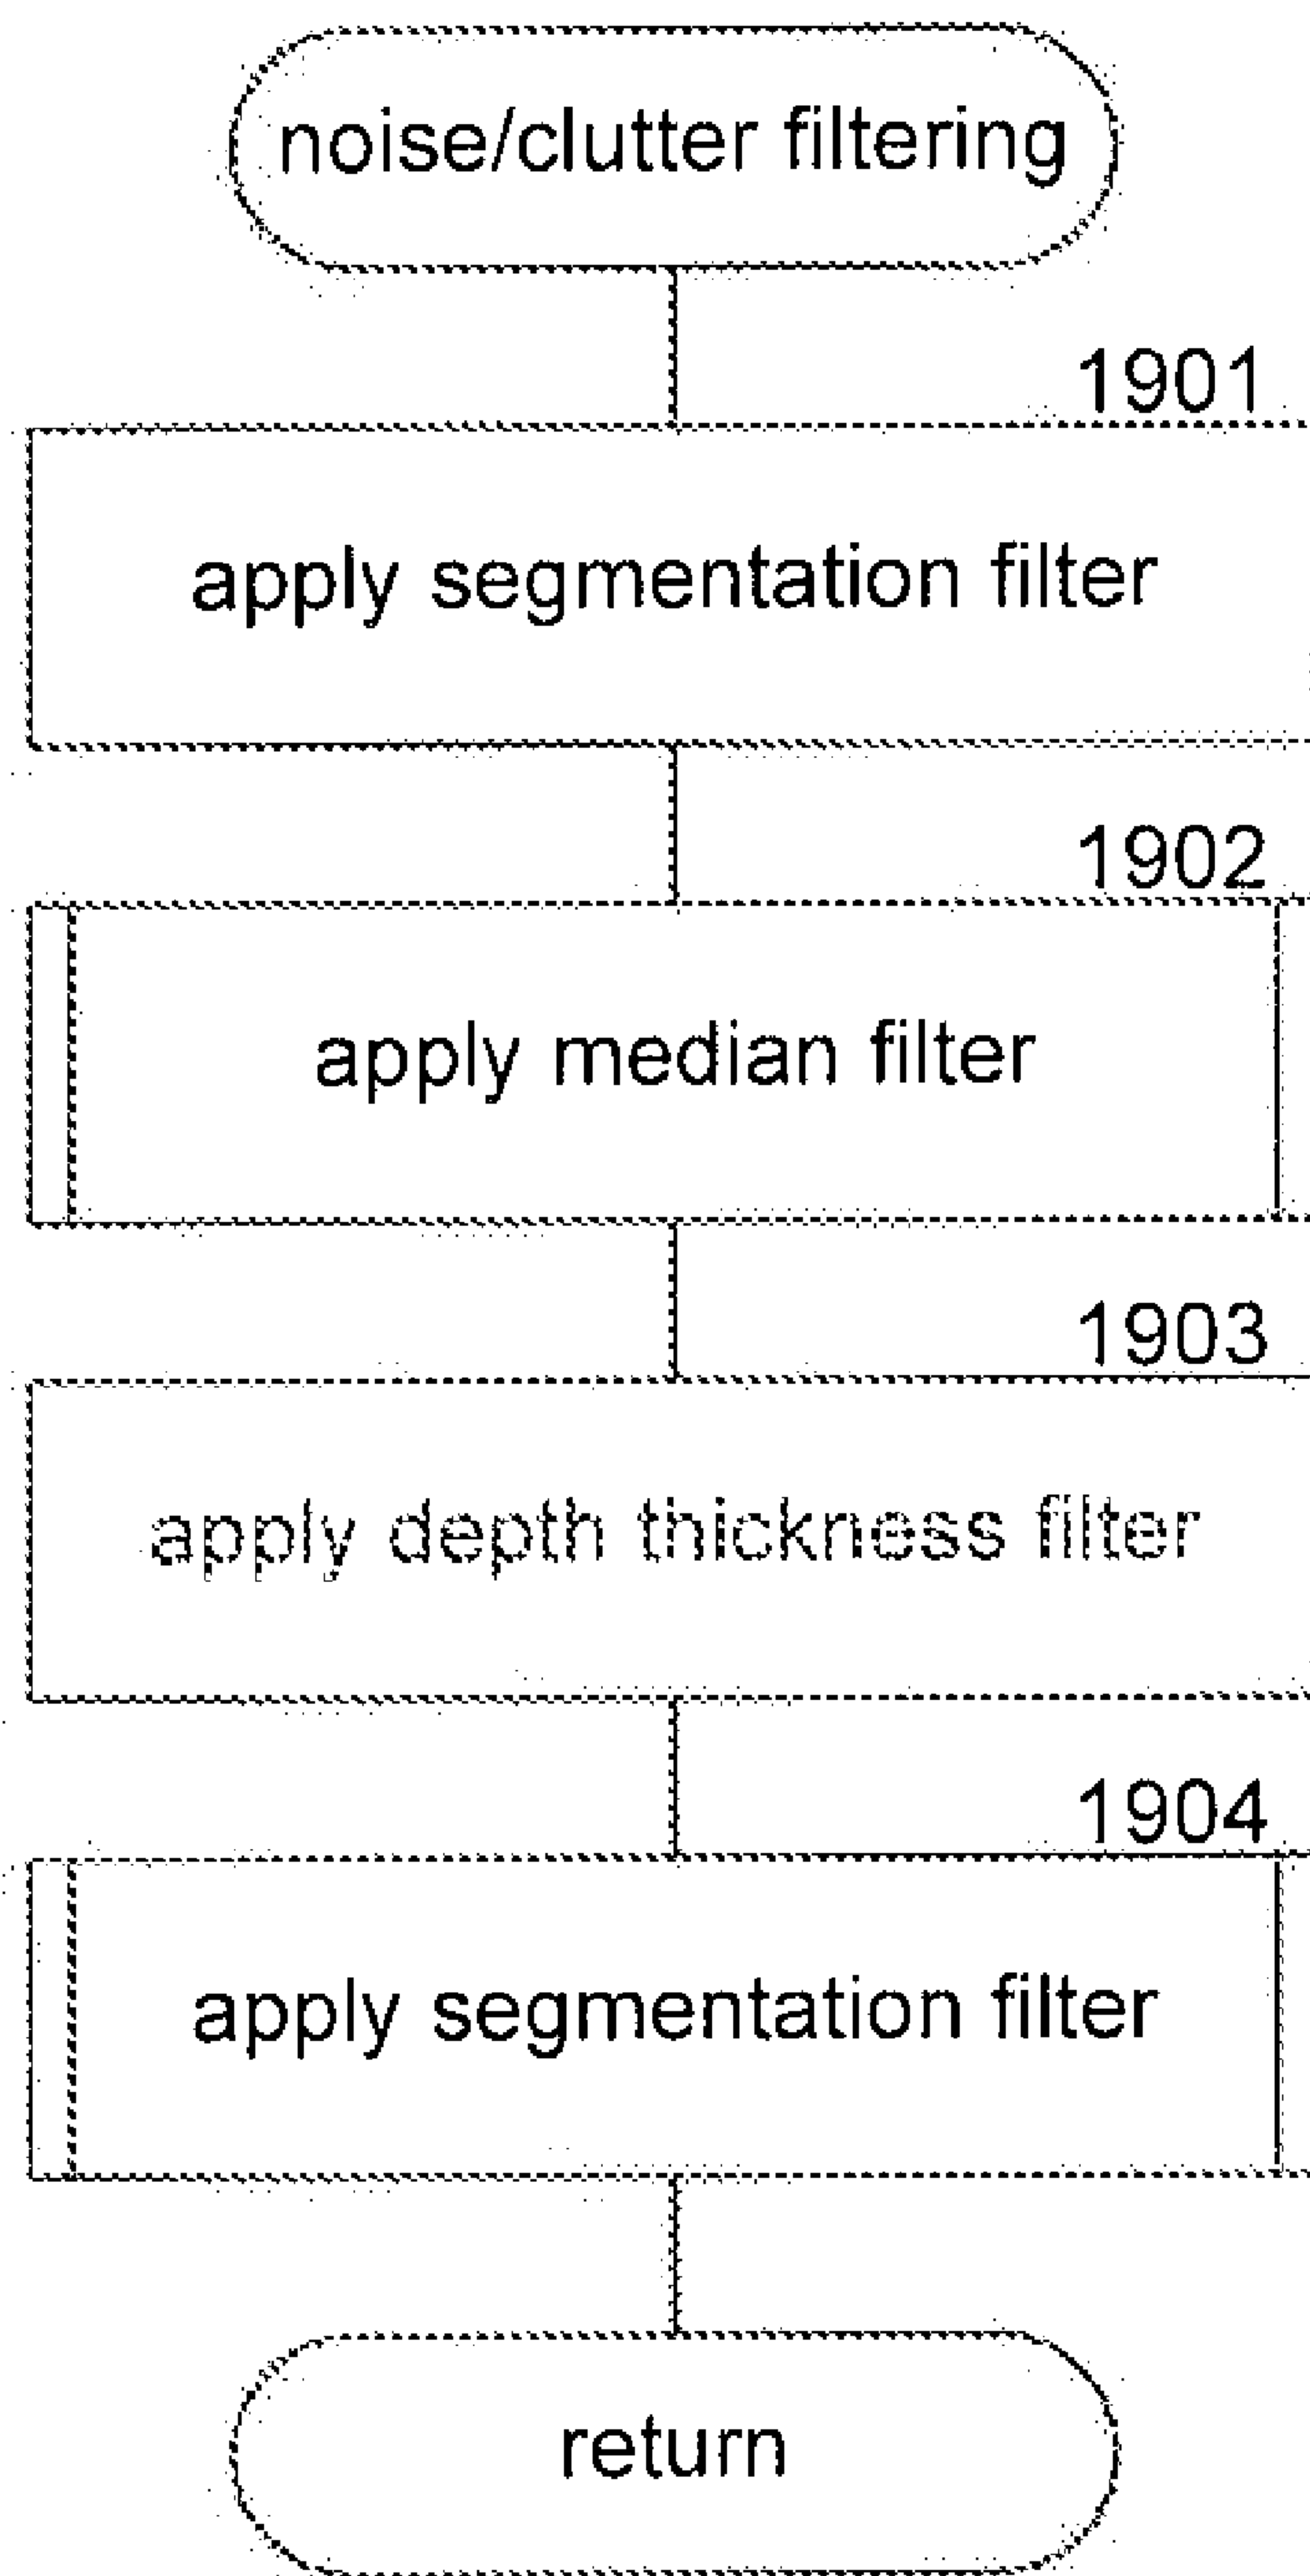 noise/clutter filtering
1901
apply segmentation filter
1902
apply median filter
1903
apply depth thickness filter
1904
apply segmentation filter
return